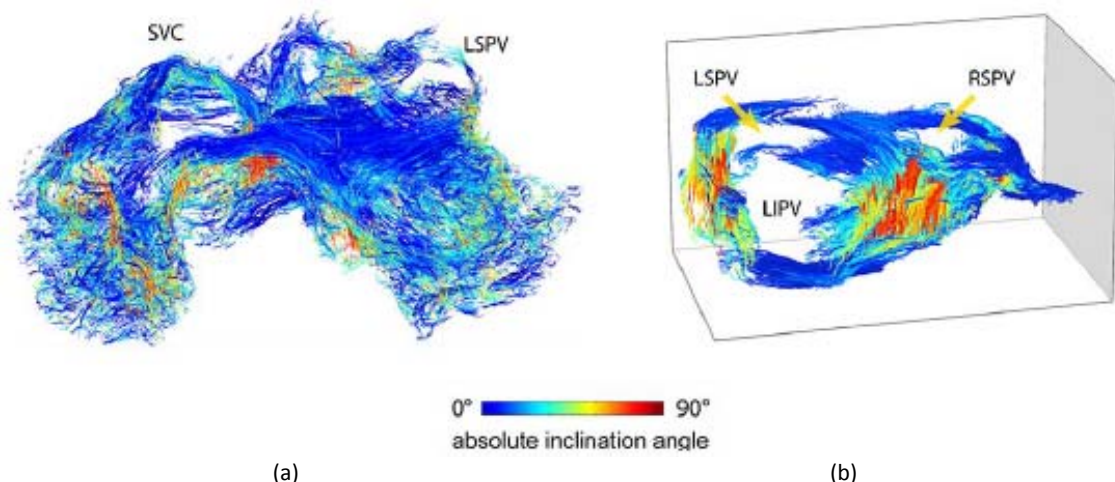 SVC
LSPV
LSPV
RSPV
LIPV
0° 90°
absolute inclination angle
(a) (b)